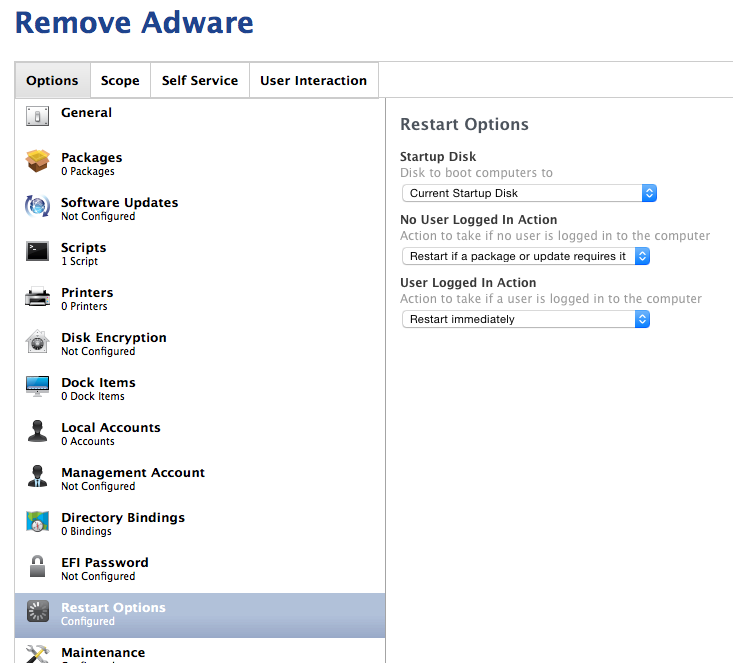 Remove Adware
Options
Scope
Self Service
User Interaction
General
Packages
0 Packages
Software Updates
Not Configured
Scripts
1 Script
Printers
0 Printers
Disk Encryption
Not Configured
Dock Items
0 Dock Items
Local Accounts
0 Accounts
Management Account
Not Configured
Directory Bindings
0 Bindings
EFI Password
Not Configured
Restart Options
Configured
Maintenance
Restart Options
Startup Disk
Disk to boot computers to
Current Startup Disk
No User Logged In Action
Action to take if no user is logged in to the computer
Restart if a package or update requires it
User Logged In Action
Action to take if a user is logged in to the computer
Restart immediately